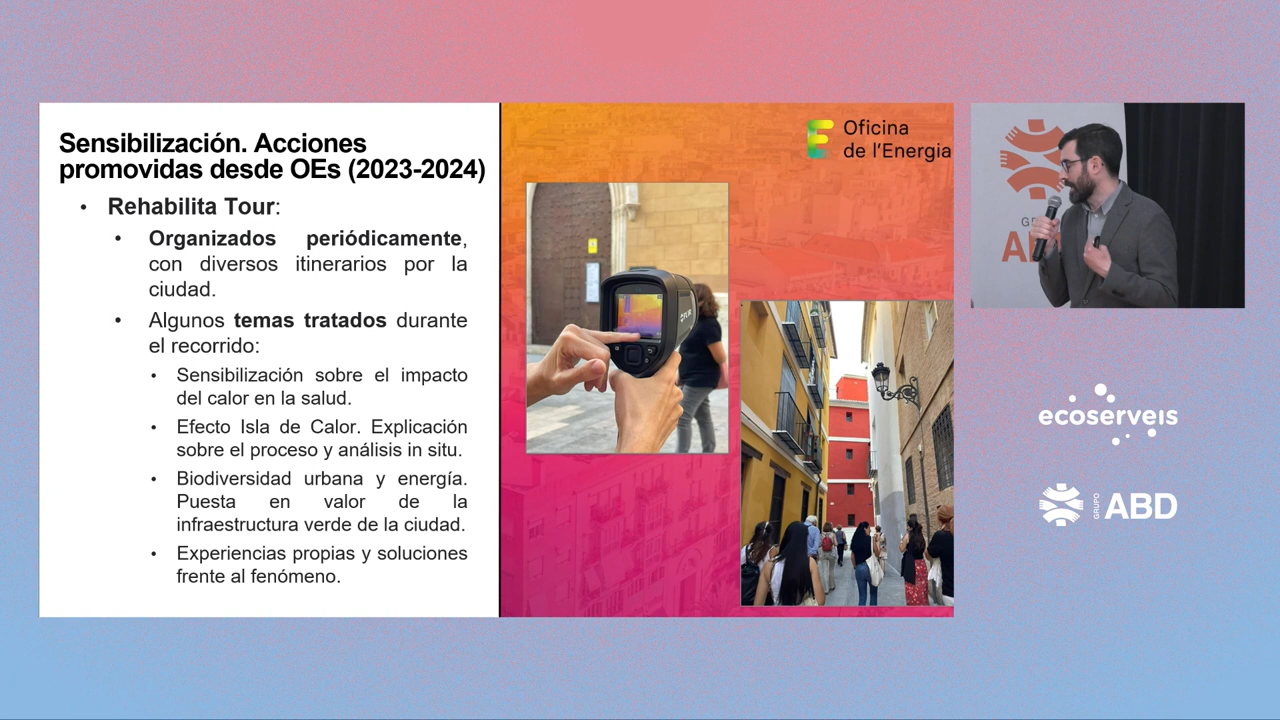 Sensibilización. Acciones
promovidas desde OEs (2023-2024)
• Rehabilita Tour:
• Organizados periódicamente,
con diversos itinerarios por la
ciudad.
• Algunos temas tratados durante
el recorrido:
• Sensibilización sobre el impacto
del calor en la salud.
• Efecto Isla de Calor. Explicación
sobre el proceso y análisis in situ.
• Biodiversidad urbana y energía.
Puesta en valor de la
infraestructura verde de la ciudad.
• Experiencias propias y soluciones
frente al fenómeno.
Oficina
de l'Energia
FLIR
ecoserveis
GRUPO
ABD